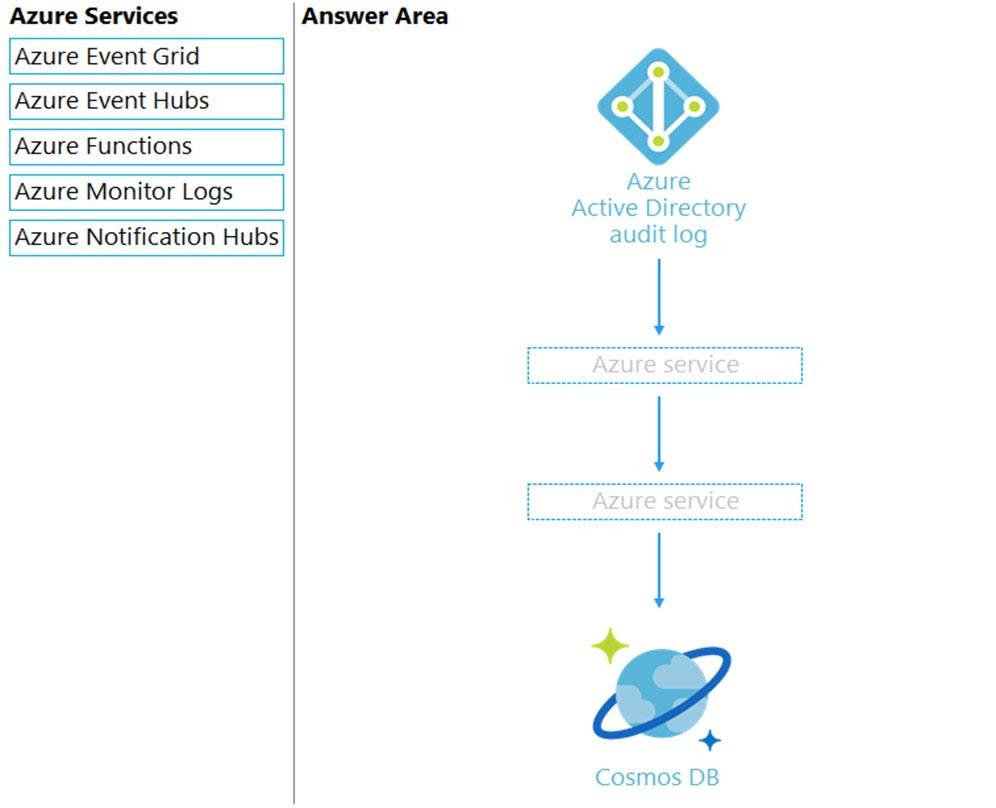 Azure Services
Azure Event Grid
Azure Event Hubs
Azure Functions
Azure Monitor Logs
Azure Notification Hubs
Answer Area
Azure
Active Directory
audit log
Azure service
Azure service
Cosmos DB